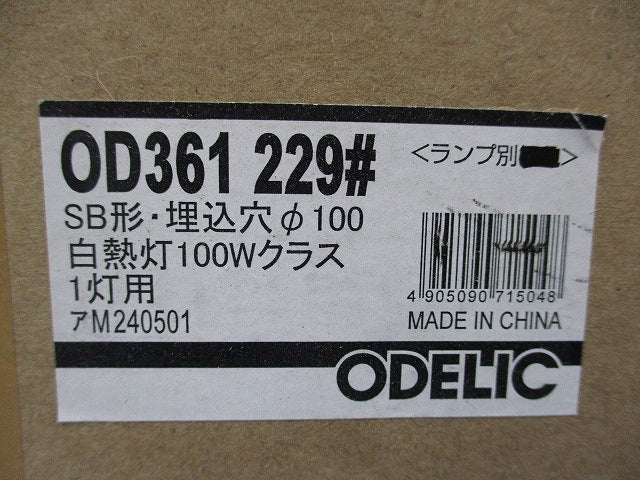 OD361 229#
<ランプ別>
SB形・埋込穴φ100
白熱灯100Wクラス
1灯用
アM240501
4 905090 715048
MADE IN CHINA
ODELIC